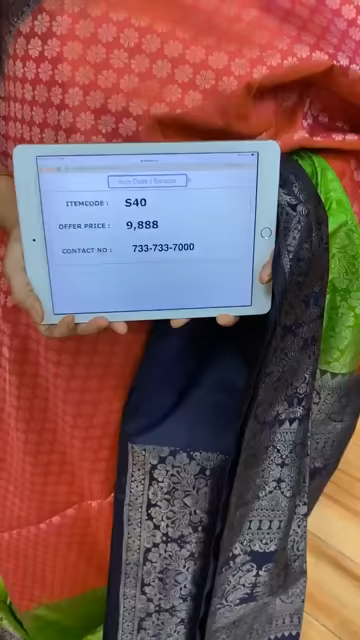 ITEMCODE : S40
OFFER PRICE : 9,888
CONTACT NO : 733-733-7000